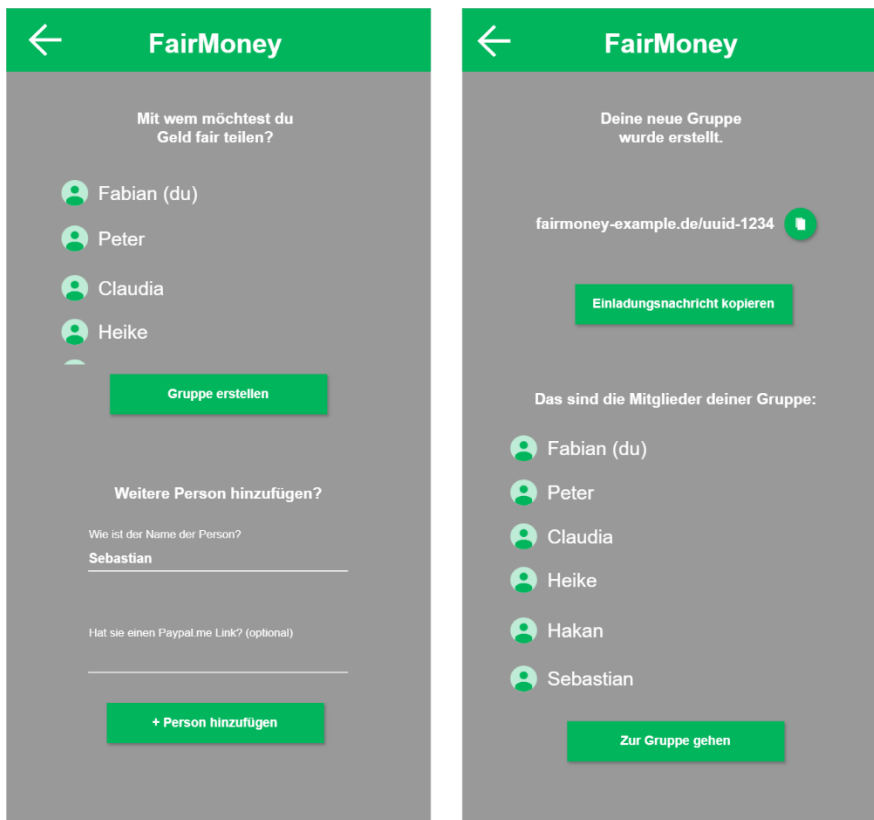 FairMoney
Mit wem möchtest du
Geld fair teilen?
Fabian (du)
Peter
Claudia
Heike
Gruppe erstellen
Weitere Person hinzufügen?
Wie ist der Name der Person?
Sebastian
Hat sie einen Paypal.me Link? (optional)
+ Person hinzufügen
FairMoney
Deine neue Gruppe
wurde erstellt.
fairmoney-example.de/uuid-1234
Einladungsnachricht kopieren
Das sind die Mitglieder deiner Gruppe:
Fabian (du)
Peter
Claudia
Heike
Hakan
Sebastian
Zur Gruppe gehen